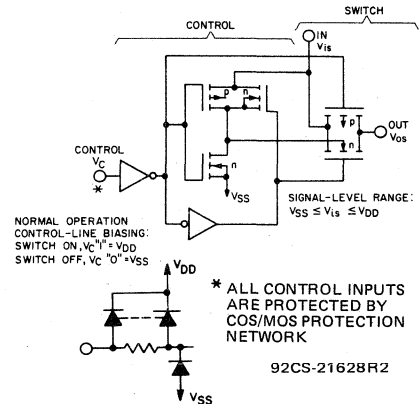 SWITCH
CONTROL
IN
Vis
p
n
p
n
OUT
Vos
CONTROL
VC
*
n
VSS
SIGNAL-LEVEL RANGE:
VSS ≤ Vis ≤ VDD
NORMAL OPERATION
CONTROL-LINE BIASING:
SWITCH ON, VC "1" = VDD
SWITCH OFF, VC "0" = VSS
VDD
* ALL CONTROL INPUTS
ARE PROTECTED BY
COS/MOS PROTECTION
NETWORK
92CS-21628R2
VSS